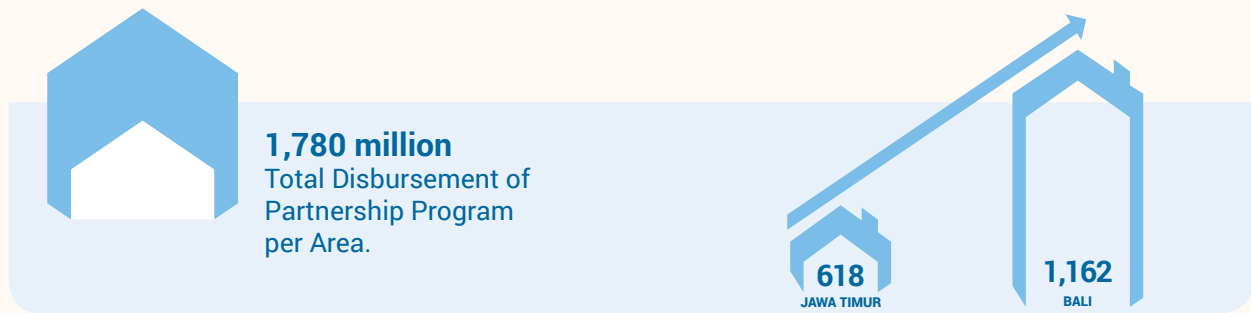 1,780 million
Total Disbursement of
Partnership Program
per Area.
618
JAWA TIMUR
1,162
BALI